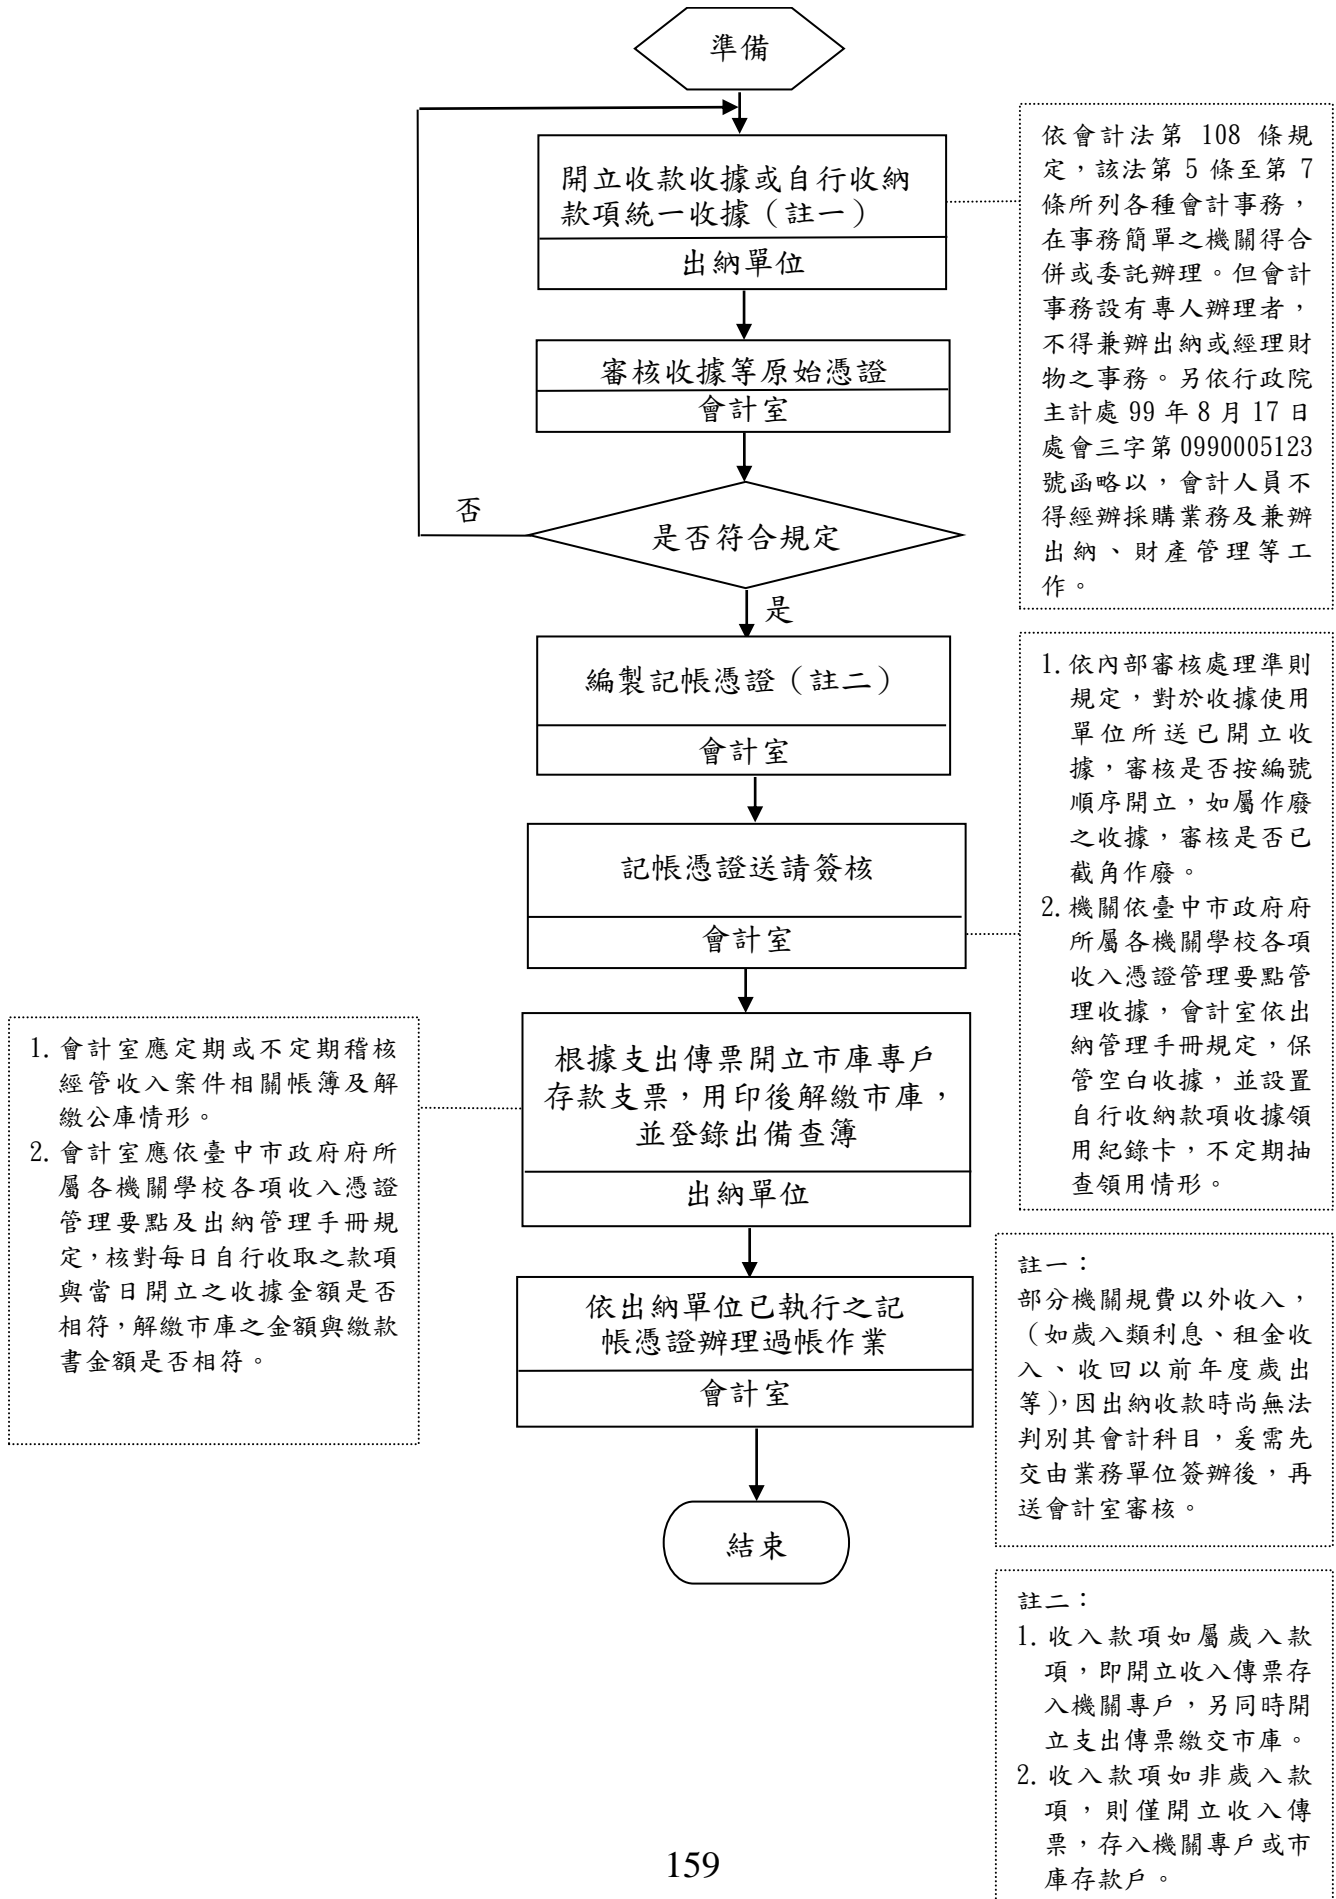 準備
開立收款收據或自行收納
款項統一收據（註一）
出納單位
審核收據等原始憑證
會計室
是否符合規定
否
是
編製記帳憑證（註二）
會計室
記帳憑證送請簽核
會計室
根據支出傳票開立市庫專戶
存款支票，用印後解繳市庫，
並登錄出備查簿
出納單位
依出納單位已執行之記
帳憑證辦理過帳作業
會計室
結束
依會計法第 108 條規
定，該法第 5 條至第 7
條所列各種會計事務，
在事務簡單之機關得合
併或委託辦理。但會計
事務設有專人辦理者，
不得兼辦出納或經理財
物之事務。另依行政院
主計處 99 年 8 月 17 日
處會三字第 0990005123
號函略以，會計人員不
得經辦採購業務及兼辦
出納、財產管理等工
作。
1. 依內部審核處理準則
規定，對於收據使用
單位所送已開立收
據，審核是否按編號
順序開立，如屬作廢
之收據，審核是否已
截角作廢。
2. 機關依臺中市政府府
所屬各機關學校各項
收入憑證管理要點管
理收據，會計室依出
納管理手冊規定，保
管空白收據，並設置
自行收納款項收據領
用紀錄卡，不定期抽
查領用情形。
1. 會計室應定期或不定期稽核
經管收入案件相關帳簿及解
繳公庫情形。
2. 會計室應依臺中市政府府所
屬各機關學校各項收入憑證
管理要點及出納管理手冊規
定，核對每日自行收取之款項
與當日開立之收據金額是否
相符，解繳市庫之金額與繳款
書金額是否相符。
註一：
部分機關規費以外收入，
（如歲入類利息、租金收
入、收回以前年度歲出
等），因出納收款時尚無法
判別其會計科目，爰需先
交由業務單位簽辦後，再
送會計室審核。
註二：
1. 收入款項如屬歲入款
項，即開立收入傳票存
入機關專戶，另同時開
立支出傳票繳交市庫。
2. 收入款項如非歲入款
項，則僅開立收入傳
票，存入機關專戶或市
庫存款戶。
159